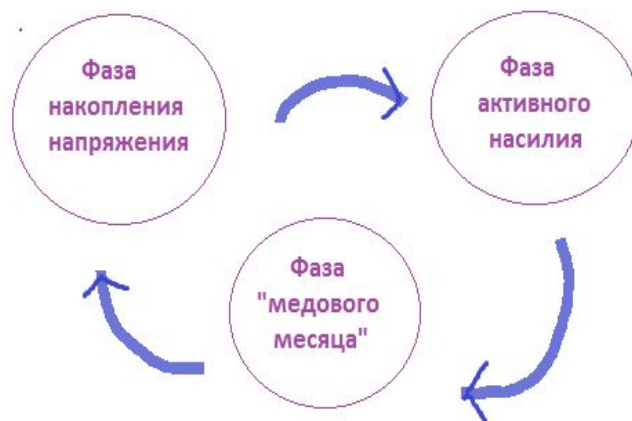 Фаза
накопления
напряжения
Фаза
активного
насилия
Фаза
"медового
месяца"